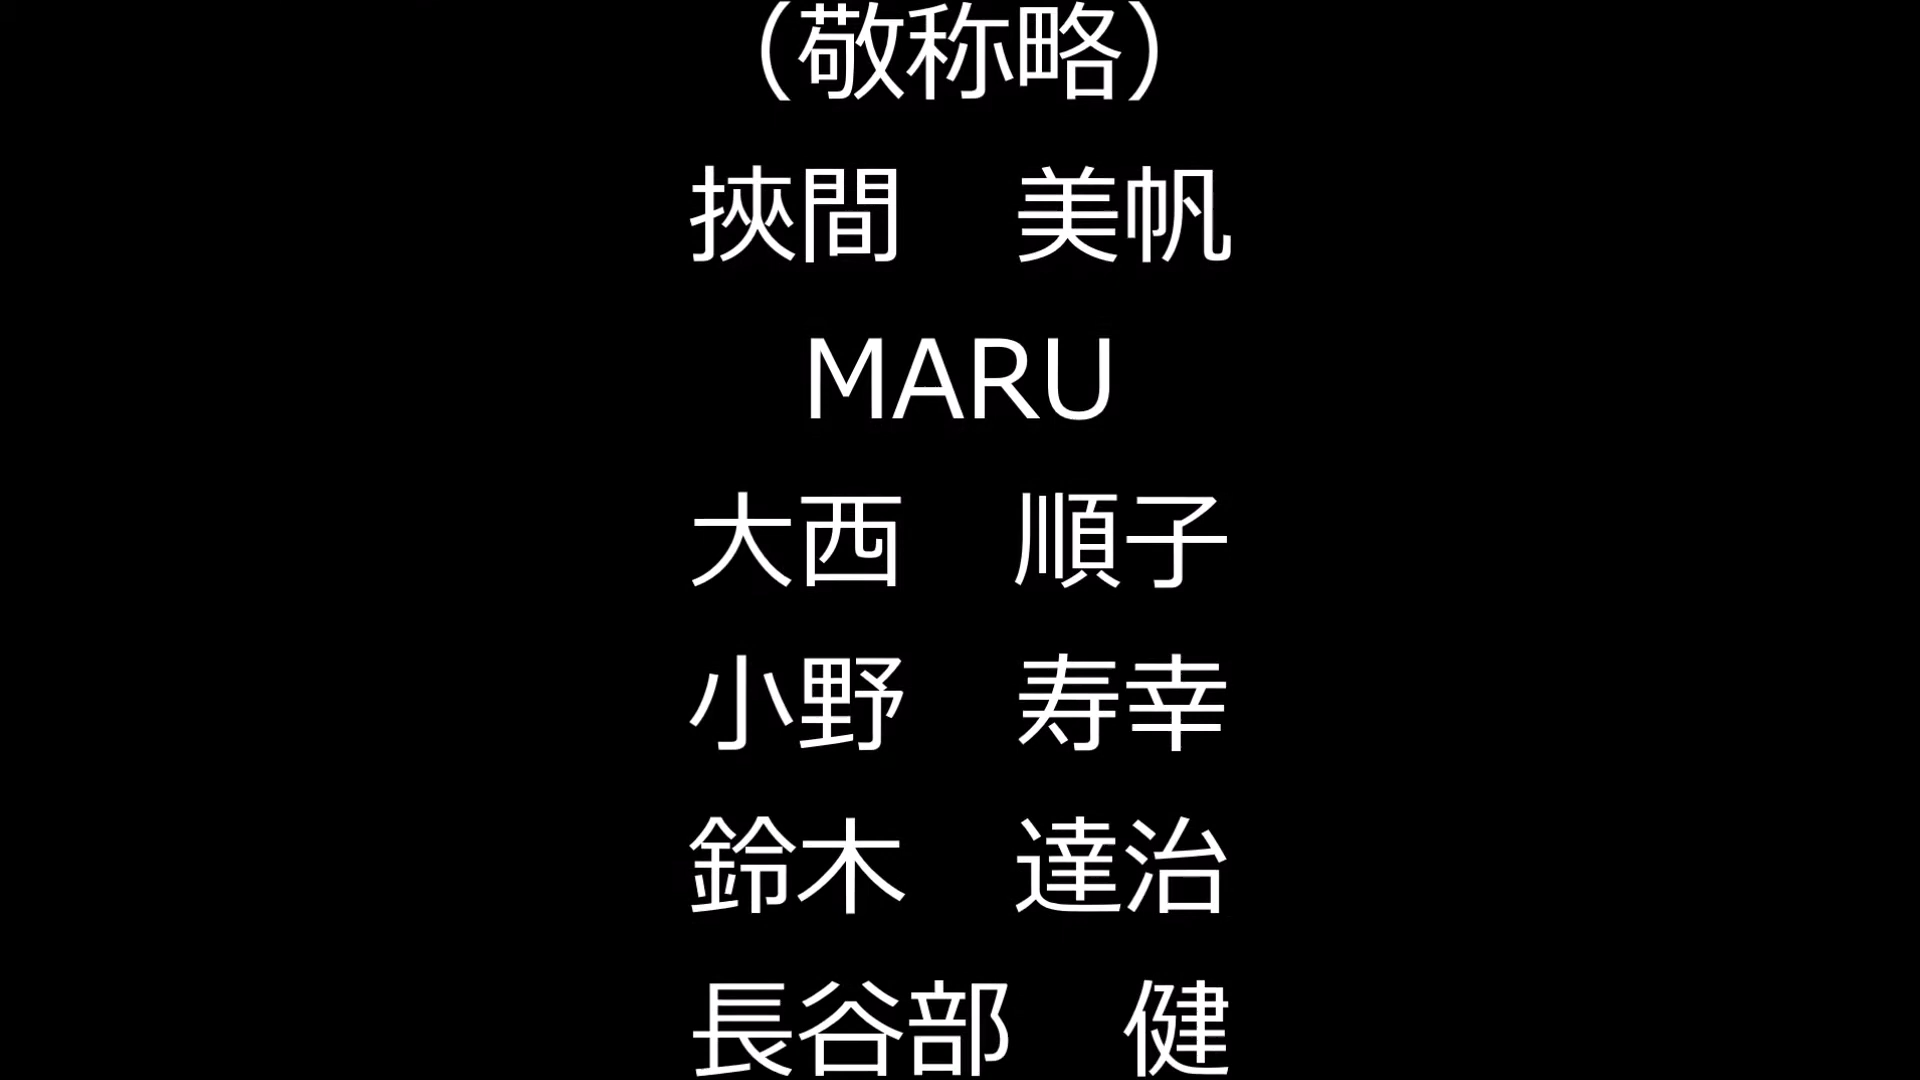 （敬称略）
挾間　美帆
MARU
大西　順子
小野　寿幸
鈴木　達治
長谷部　健